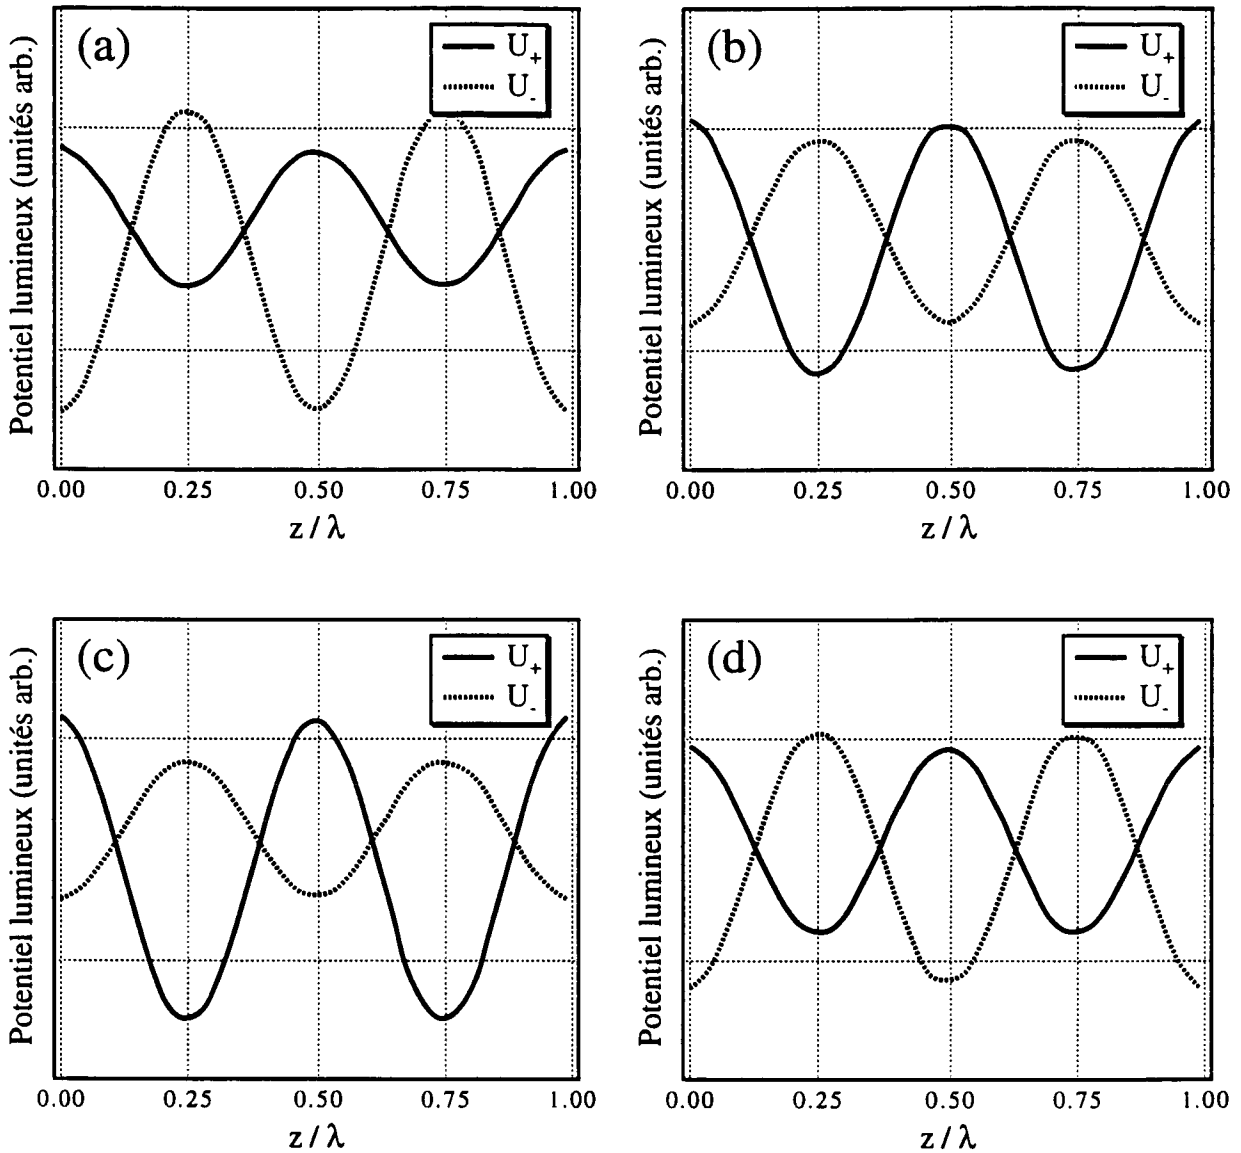 (a)
U+
U-
Potentiel lumineux (unités arb.)
0.00 0.25 0.50 0.75 1.00
z / λ
(b)
U+
U-
Potentiel lumineux (unités arb.)
0.00 0.25 0.50 0.75 1.00
z / λ
(c)
U+
U-
Potentiel lumineux (unités arb.)
0.00 0.25 0.50 0.75 1.00
z / λ
(d)
U+
U-
Potentiel lumineux (unités arb.)
0.00 0.25 0.50 0.75 1.00
z / λ